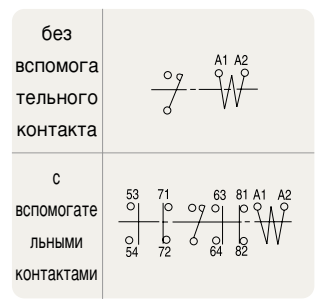 без
вспомога
тельного
контакта
A1 A2
с
вспомогате
льными
контактами
53 71 63 81 A1 A2
54 72 64 82